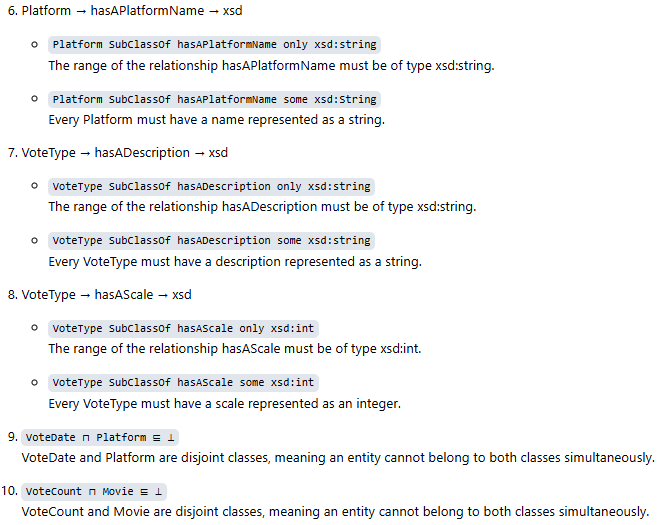 6. Platform → hasAPlatformName → xsd
Platform SubClassOf hasAPlatformName only xsd:string
The range of the relationship hasAPlatformName must be of type xsd:string.
Platform SubClassOf hasAPlatformName some xsd:String
Every Platform must have a name represented as a string.
7. VoteType → hasADescription → xsd
VoteType SubClassOf hasADescription only xsd:string
The range of the relationship hasADescription must be of type xsd:string.
VoteType SubClassOf hasADescription some xsd:string
Every VoteType must have a description represented as a string.
8. VoteType → hasAScale → xsd
VoteType SubClassOf hasAScale only xsd:int
The range of the relationship hasAScale must be of type xsd:int.
VoteType SubClassOf hasAScale some xsd:int
Every VoteType must have a scale represented as an integer.
9. VoteDate ⊓ Platform ⊑ ⊥
VoteDate and Platform are disjoint classes, meaning an entity cannot belong to both classes simultaneously.
10. VoteCount ⊓ Movie ⊑ ⊥
VoteCount and Movie are disjoint classes, meaning an entity cannot belong to both classes simultaneously.